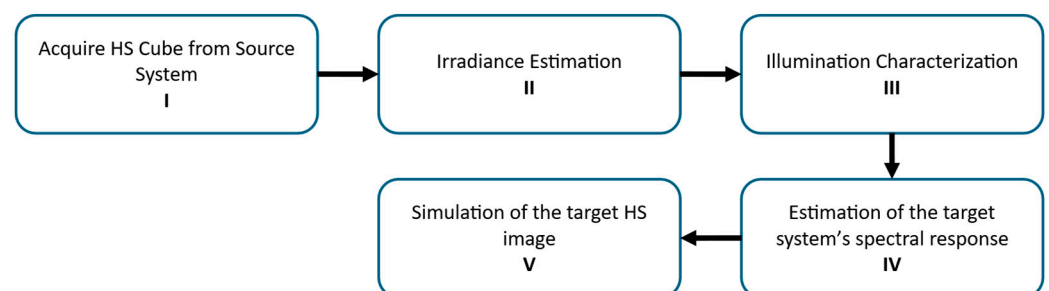 Acquire HS Cube from Source
System
I
Irradiance Estimation
II
Illumination Characterization
III
Estimation of the target
system’s spectral response
IV
Simulation of the target HS
image
V